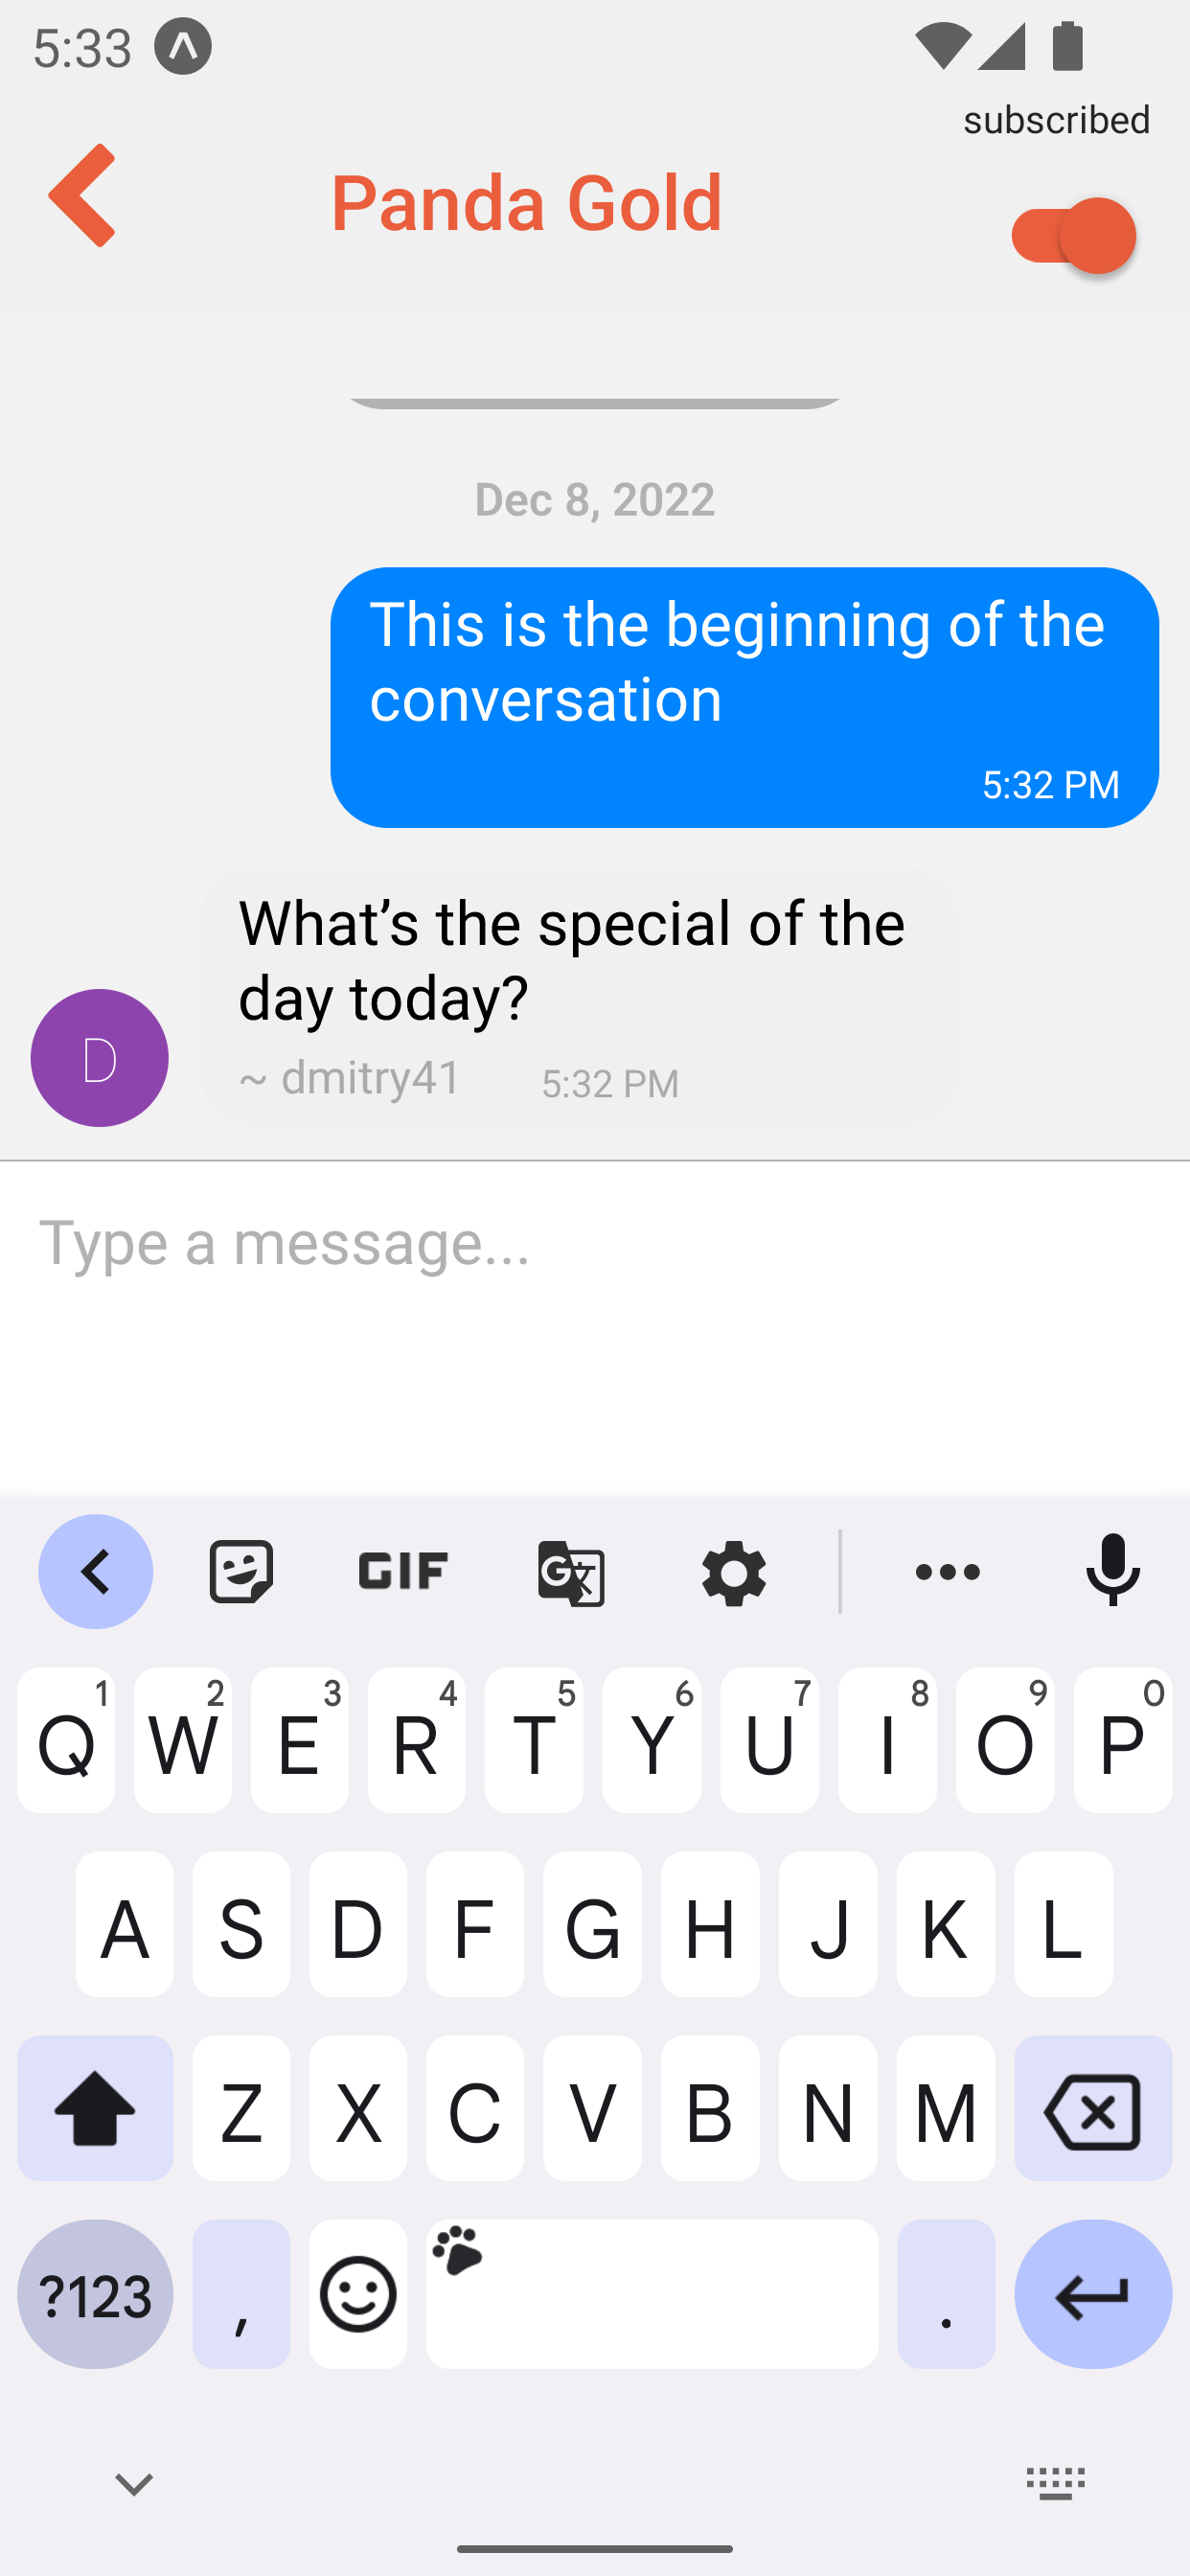 5:33
subscribed
Panda Gold
Dec 8, 2022
This is the beginning of the
conversation
5:32 PM
What’s the special of the
day today?
D
~ dmitry41 5:32 PM
Type a message...
GIF
G 文
1 2 3 4 5 6 7 8 9 0
Q W E R T Y U I O P
A S D F G H J K L
Z X C V B N M
?123 , .